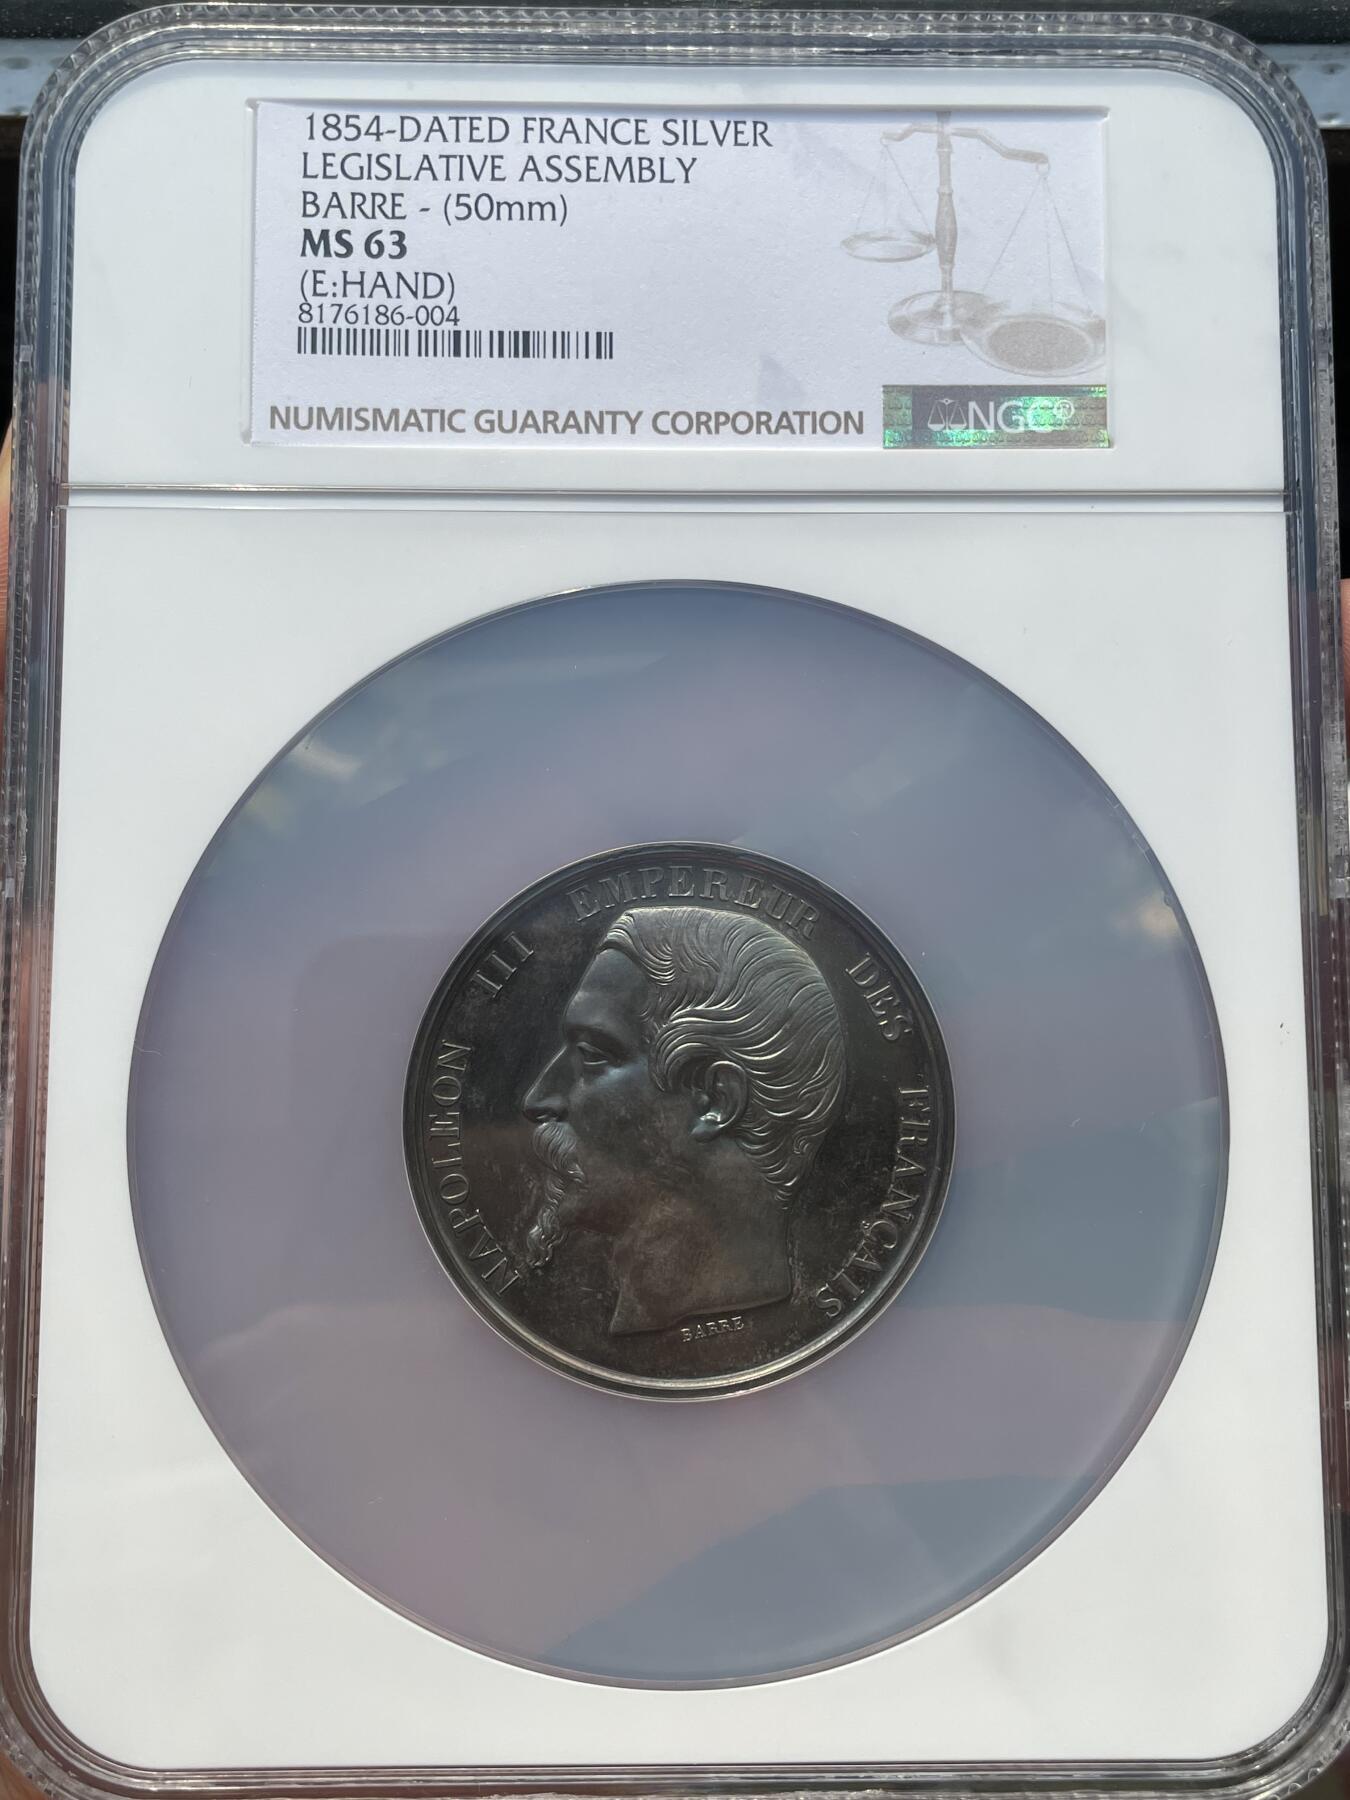 1854-DATED FRANCE SILVER
LEGISLATIVE ASSEMBLY
BARRE - (50mm)
MS 63
(E:HAND)
8176186-004
NUMISMATIC GUARANTY CORPORATION
NGC®
NAPOLEON III EMPEREUR DES FRANÇAIS
BARRE